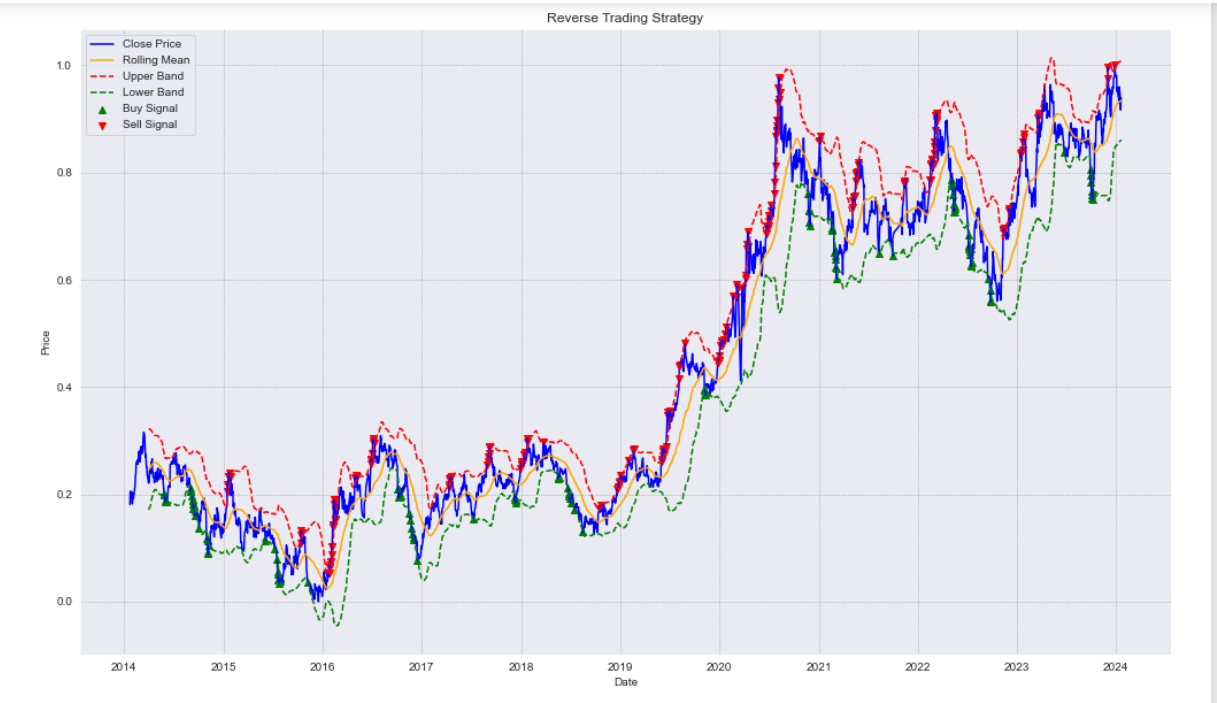 Reverse Trading Strategy
Close Price
Rolling Mean
Upper Band
Lower Band
Buy Signal
Sell Signal
1.0
0.8
0.6
0.4
0.2
0.0
Price
2014 2015 2016 2017 2018 2019 2020 2021 2022 2023 2024
Date